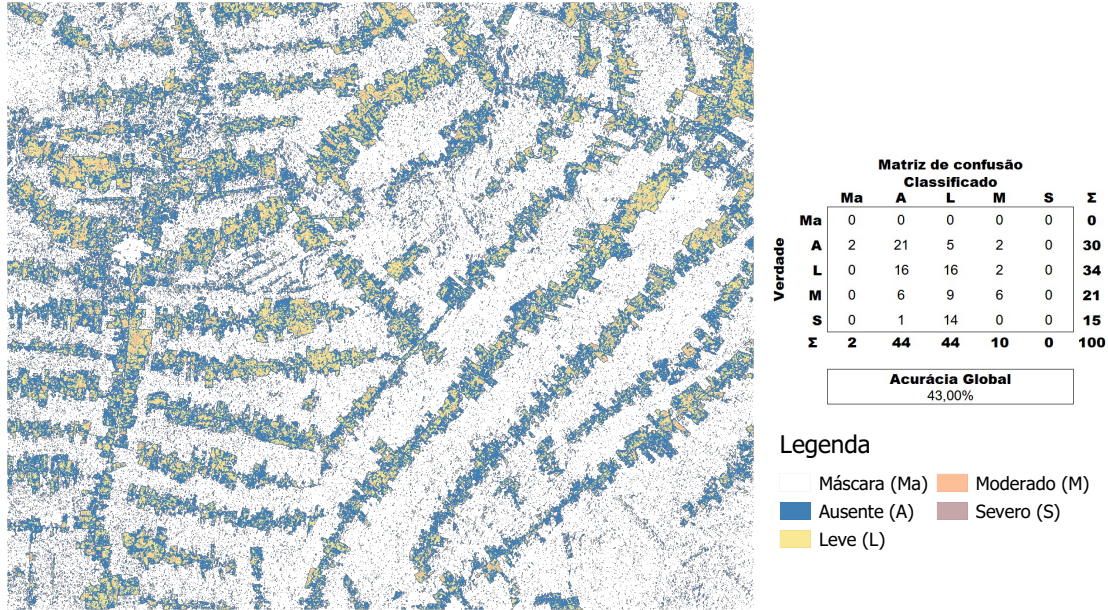 Matriz de confusão
Classificado
Ma A L M S Σ
Verdade
Ma 0 0 0 0 0 0
A 2 21 5 2 0 30
L 0 16 16 2 0 34
M 0 6 9 6 0 21
S 0 1 14 0 0 15
Σ 2 44 44 10 0 100
Acurácia Global
43,00%
Legenda
Máscara (Ma) Moderado (M)
Ausente (A) Severo (S)
Leve (L)